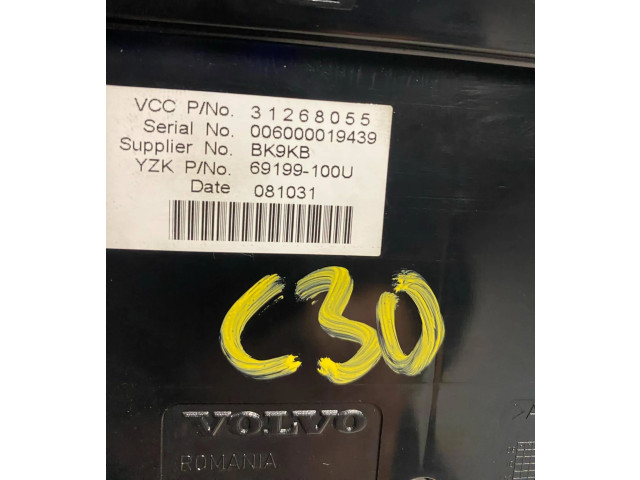 VCC P/No. 31268055
Serial No. 006000019439
Supplier No. BK9KB
YZK P/No. 69199-100U
Date 081031
C30
VOLVO
ROMANIA
>A